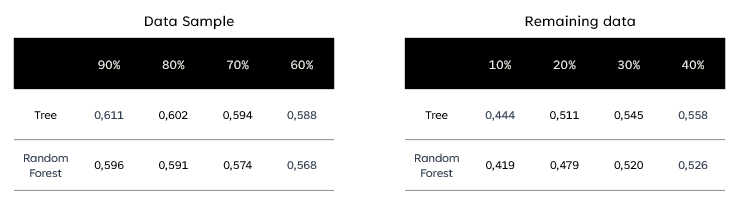 Data Sample
90% 80% 70% 60%
Tree 0,611 0,602 0,594 0,588
Random
Forest 0,596 0,591 0,574 0,568
Remaining data
10% 20% 30% 40%
Tree 0,444 0,511 0,545 0,558
Random
Forest 0,419 0,479 0,520 0,526